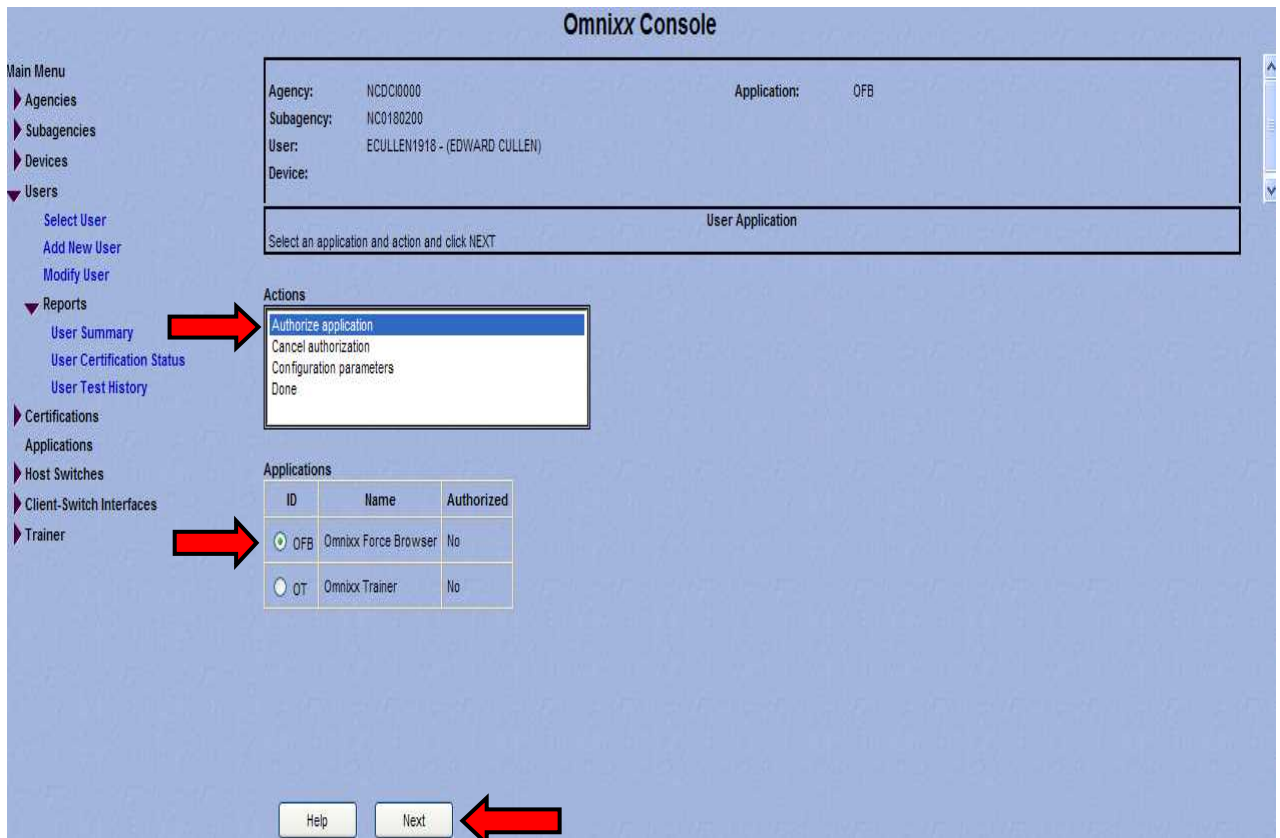 Omnixx Console
Main Menu
Agencies
Subagencies
Devices
Users
Select User
Add New User
Modify User
Reports
User Summary
User Certification Status
User Test History
Certifications
Applications
Host Switches
Client-Switch Interfaces
Trainer
Agency: NCDCI0000 Application: OFB
Subagency: NC0180200
User: ECULLEN1918 - (EDWARD CULLEN)
Device:
User Application
Select an application and action and click NEXT
Actions
Authorize application
Cancel authorization
Configuration parameters
Done
Applications
ID Name Authorized
OFB Omnixx Force Browser No
OT Omnixx Trainer No
Help Next